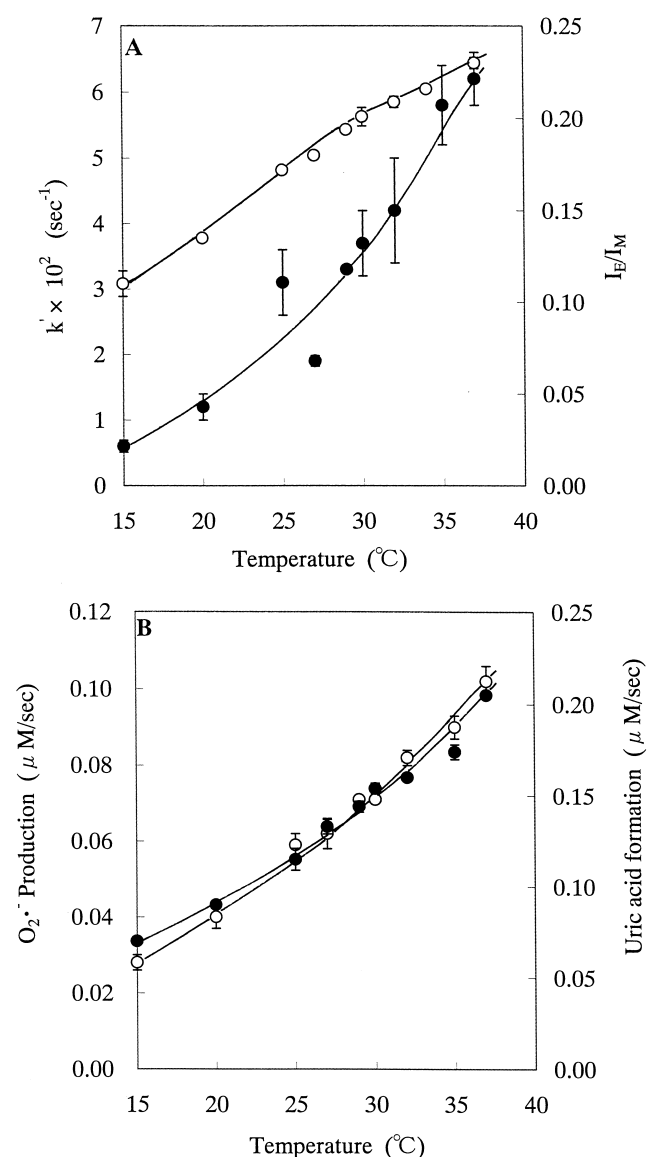 A
7
6
5
4
3
2
1
0
k' × 10² (sec⁻¹)
0.25
0.20
0.15
0.10
0.05
0.00
I_E/I_M
15 20 25 30 35 40
Temperature (℃)
B
0.12
0.10
0.08
0.06
0.04
0.02
0.00
O₂•⁻ Production ( μ M/sec)
0.25
0.20
0.15
0.10
0.05
0.00
Uric acid formation ( μ M/sec)
15 20 25 30 35 40
Temperature (℃)